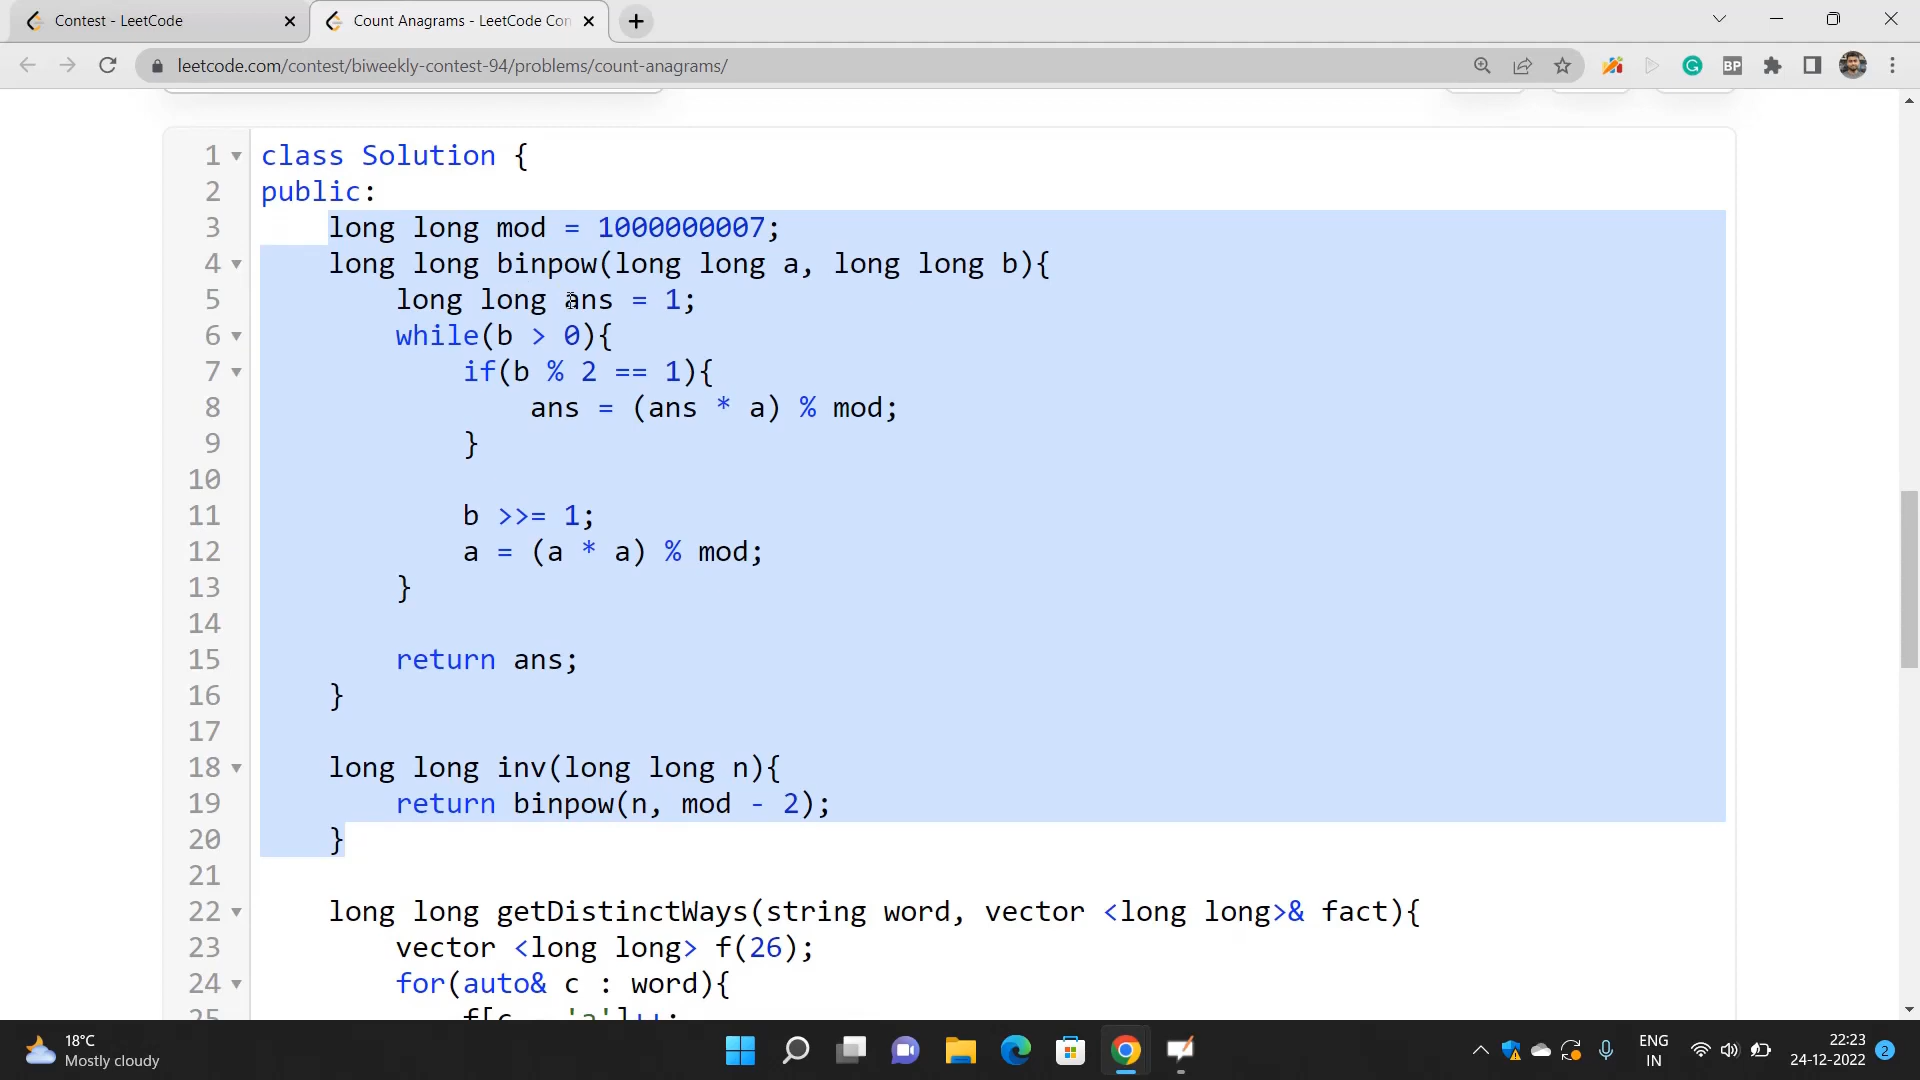 Contest - LeetCode
Count Anagrams - LeetCode Con
leetcode.com/contest/biweekly-contest-94/problems/count-anagrams/
BP
1 class Solution {
2 public:
3 long long mod = 1000000007;
4 long long binpow(long long a, long long b){
5 long long ans = 1;
6 while(b > 0){
7 if(b % 2 == 1){
8 ans = (ans * a) % mod;
9 }
10
11 b >>= 1;
12 a = (a * a) % mod;
13 }
14
15 return ans;
16 }
17
18 long long inv(long long n){
19 return binpow(n, mod - 2);
20 }
21
22 long long getDistinctWays(string word, vector <long long>& fact){
23 vector <long long> f(26);
24 for(auto& c : word){
25 f[c - 'a']++;
18°C
Mostly cloudy
ENG
IN
22:23
24-12-2022
2